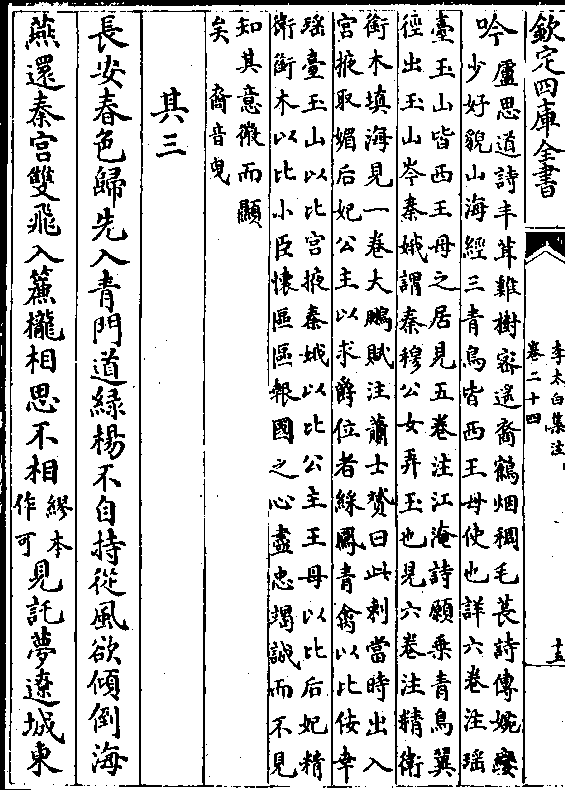 欽定四庫全書
李太白集注
卷二十四
十五
吟盧思道詩丰茸雞樹密遥裔鶴烟稠毛萇詩傳婉孌
少好貌山海經三青鳥皆西王母使也詳六卷注瑶
臺玉山皆西王母之居見五卷注江淹詩願乗青鳥翼
徑出玉山岑秦娥謂秦穆公女弄玉也見六卷注精衛
銜木填海見一卷大鵬賦注蕭士贇曰此刺當時出入
宫掖取媚后妃公主以求爵位者綵鳳青禽以比佞幸
瑶臺玉山以比宫掖秦娥以比公主王母以比后妃精
衛銜木以比小臣懷區區報國之心盡忠竭誠而不見
知其意微而顯
矣 裔音曳
其三
長安春色歸先入青門道緑楊不自持從風欲傾倒海
燕還秦宫雙飛入簾櫳相思不相繆本作可見託夢遼城東